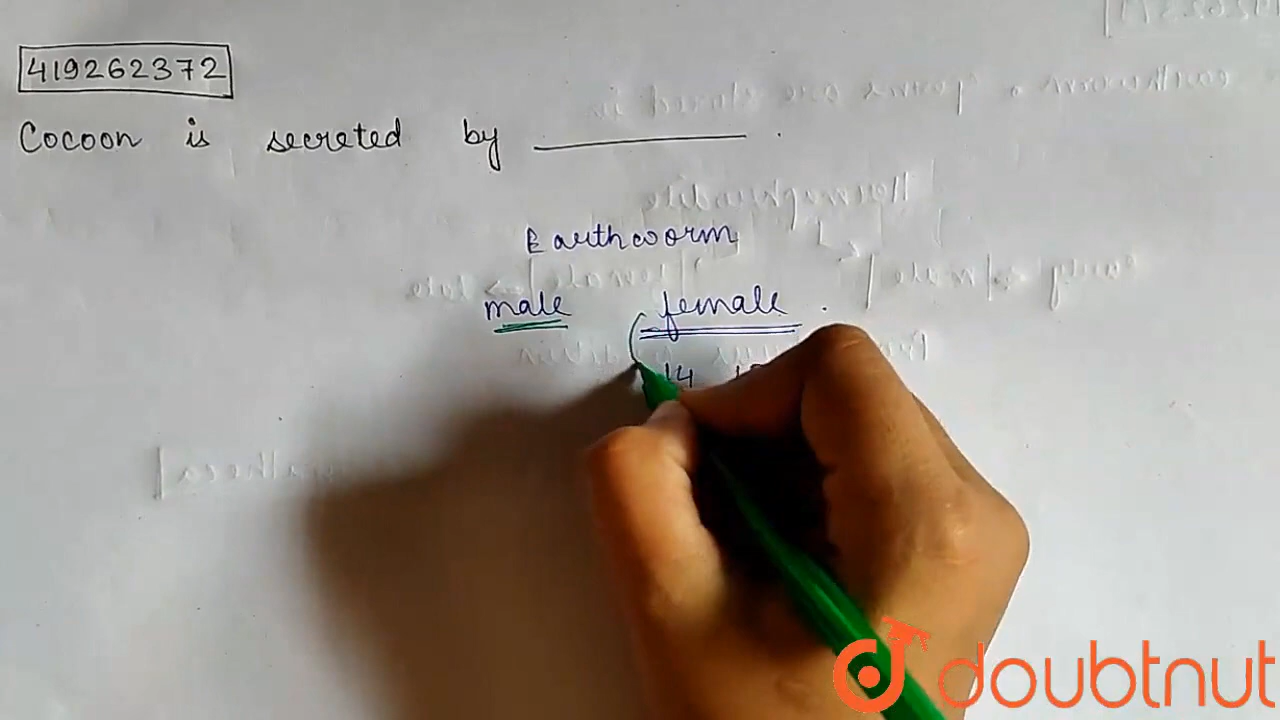 419262372
Cocoon is secreted by ________ .
Earthworm
male female .
14
doubtnut